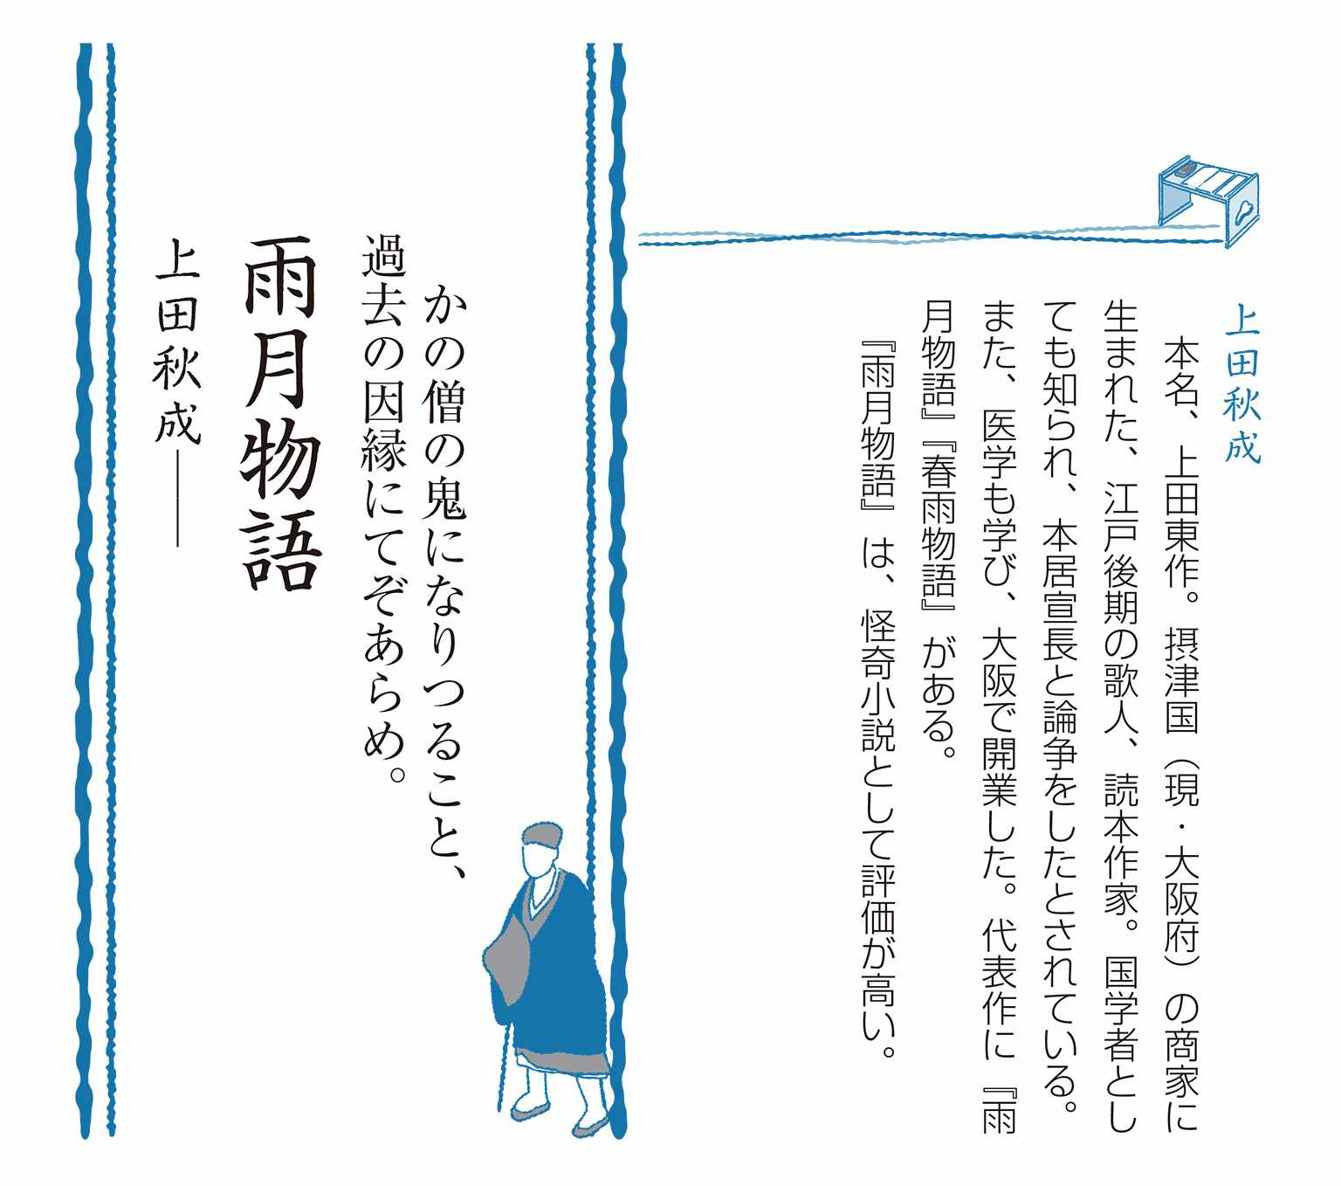 上田秋成
本名、上田東作。摂津国（現・大阪府）の商家に
生まれた、江戸後期の歌人、読本作家。国学者とし
ても知られ、本居宣長と論争をしたとされている。
また、医学も学び、大阪で開業した。代表作に『雨
月物語』『春雨物語』がある。
『雨月物語』は、怪奇小説として評価が高い。
かの僧の鬼になりつること、
過去の因縁にてぞあらめ。
雨月物語
上田秋成――